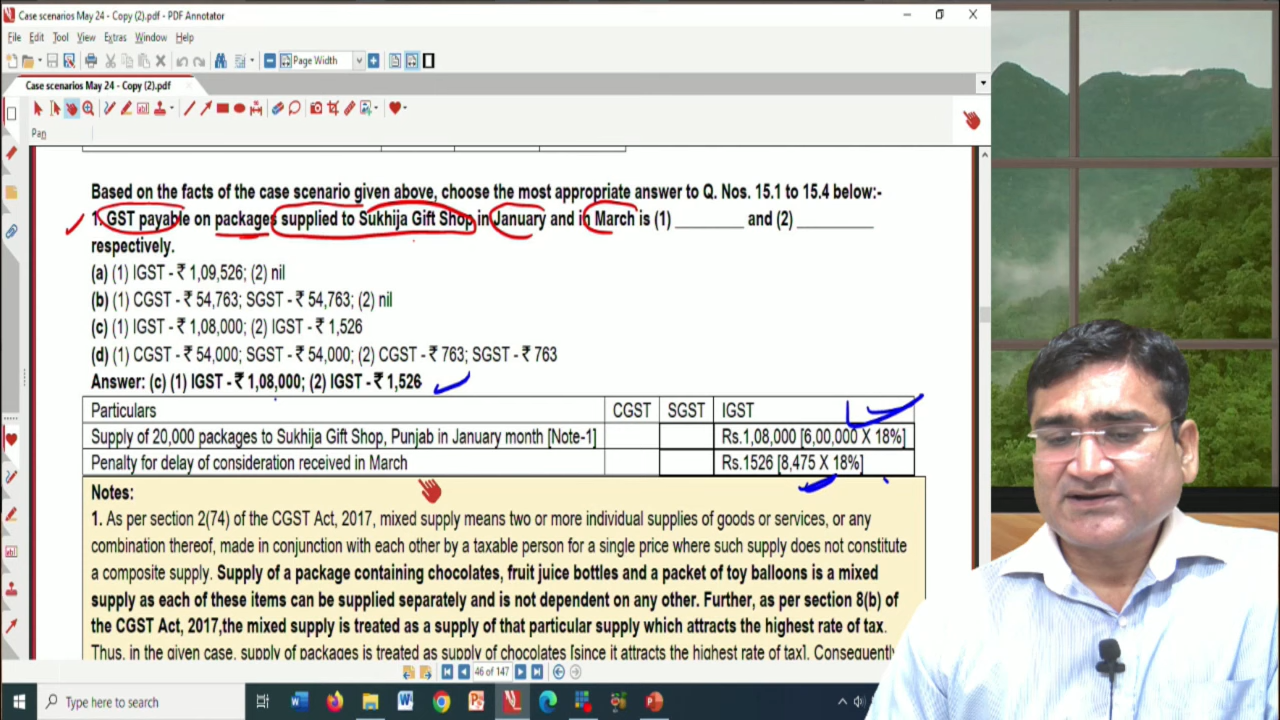 Case scenarios May 24 - Copy (2).pdf - PDF Annotator
File Edit Tool View Extras Window Help
Page Width
Case scenarios May 24 - Copy (2).pdf
Pan
Based on the facts of the case scenario given above, choose the most appropriate answer to Q. Nos. 15.1 to 15.4 below:-
1. GST payable on packages supplied to Sukhija Gift Shop in January and in March is (1) _________ and (2) _________
respectively.
(a) (1) IGST - ₹ 1,09,526; (2) nil
(b) (1) CGST - ₹ 54,763; SGST - ₹ 54,763; (2) nil
(c) (1) IGST - ₹ 1,08,000; (2) IGST - ₹ 1,526
(d) (1) CGST - ₹ 54,000; SGST - ₹ 54,000; (2) CGST - ₹ 763; SGST - ₹ 763
Answer: (c) (1) IGST - ₹ 1,08,000; (2) IGST - ₹ 1,526
Particulars CGST SGST IGST
Supply of 20,000 packages to Sukhija Gift Shop, Punjab in January month [Note-1] Rs.1,08,000 [6,00,000 X 18%]
Penalty for delay of consideration received in March Rs.1526 [8,475 X 18%]
Notes:
1. As per section 2(74) of the CGST Act, 2017, mixed supply means two or more individual supplies of goods or services, or any
combination thereof, made in conjunction with each other by a taxable person for a single price where such supply does not constitute
a composite supply. Supply of a package containing chocolates, fruit juice bottles and a packet of toy balloons is a mixed
supply as each of these items can be supplied separately and is not dependent on any other. Further, as per section 8(b) of
the CGST Act, 2017,the mixed supply is treated as a supply of that particular supply which attracts the highest rate of tax.
Thus, in the given case, supply of packages is treated as supply of chocolates [since it attracts the highest rate of tax]. Consequently
46 of 147
Type here to search